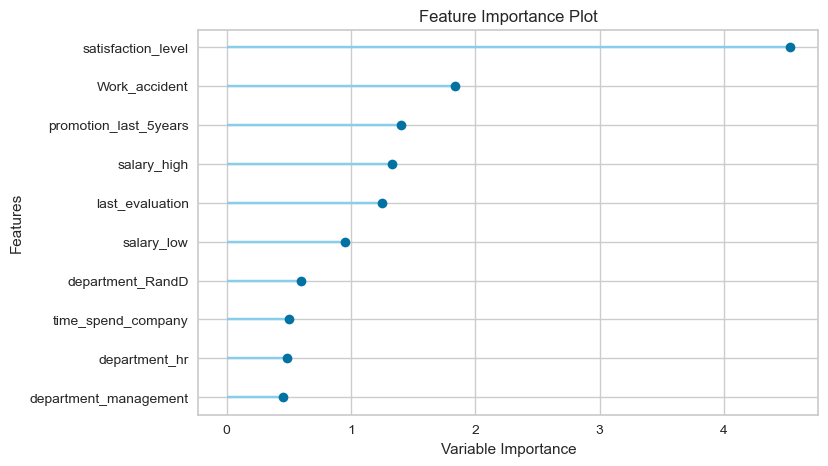 Feature Importance Plot
satisfaction_level
Work_accident
promotion_last_5years
salary_high
last_evaluation
salary_low
department_RandD
time_spend_company
department_hr
department_management
Features
0 1 2 3 4
Variable Importance